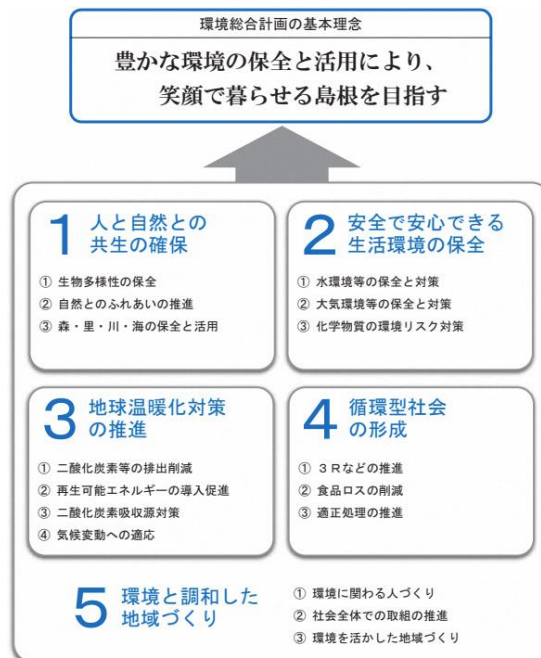 環境総合計画の基本理念
豊かな環境の保全と活用により、
笑顔で暮らせる島根を目指す
1 人と自然との
共生の確保
① 生物多様性の保全
② 自然とのふれあいの推進
③ 森・里・川・海の保全と活用
2 安全で安心できる
生活環境の保全
① 水環境等の保全と対策
② 大気環境等の保全と対策
③ 化学物質の環境リスク対策
3 地球温暖化対策
の推進
① 二酸化炭素等の排出削減
② 再生可能エネルギーの導入促進
③ 二酸化炭素吸収源対策
④ 気候変動への適応
4 循環型社会
の形成
① 3Rなどの推進
② 食品ロスの削減
③ 適正処理の推進
5 環境と調和した
地域づくり
① 環境に関わる人づくり
② 社会全体での取組の推進
③ 環境を活かした地域づくり